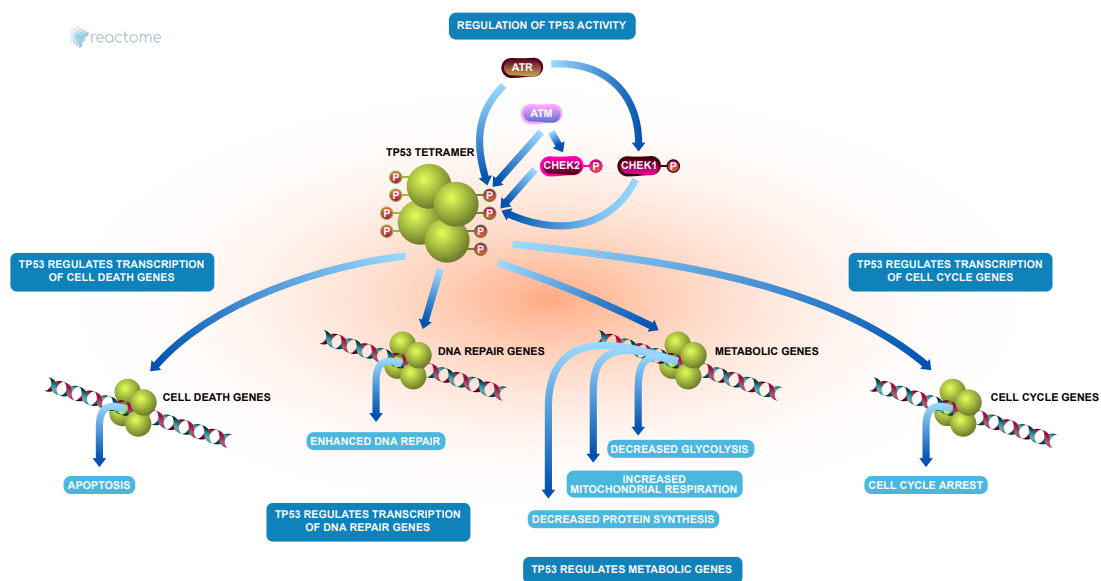 REGULATION OF TP53 ACTIVITY
reactome
ATR
ATM
TP53 TETRAMER
CHEK2
P
CHEK1
P
P
P
P
P
P
P
P
P
TP53 REGULATES TRANSCRIPTION
OF CELL DEATH GENES
TP53 REGULATES TRANSCRIPTION
OF CELL CYCLE GENES
DNA REPAIR GENES
METABOLIC GENES
CELL DEATH GENES
CELL CYCLE GENES
ENHANCED DNA REPAIR
DECREASED GLYCOLYSIS
APOPTOSIS
INCREASED
MITOCHONDRIAL RESPIRATION
CELL CYCLE ARREST
TP53 REGULATES TRANSCRIPTION
OF DNA REPAIR GENES
DECREASED PROTEIN SYNTHESIS
TP53 REGULATES METABOLIC GENES